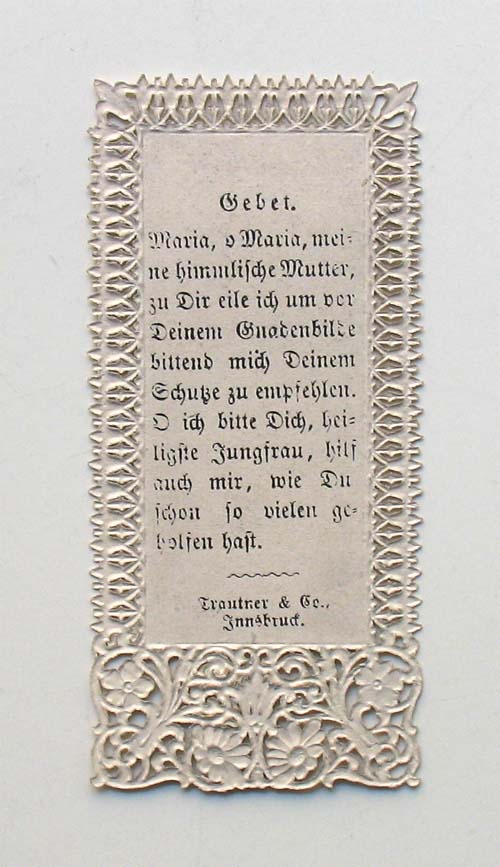 Gebet.
Maria, o Maria, mei-
ne himmlische Mutter,
zu Dir eile ich um vor
Deinem Gnadenbilde
bittend mich Deinem
Schutze zu empfehlen.
O ich bitte Dich, hei-
ligste Jungfrau, hilf
auch mir, wie Du
schon so vielen ge-
holfen hast.
Trautner & Co.,
Innsbruck.